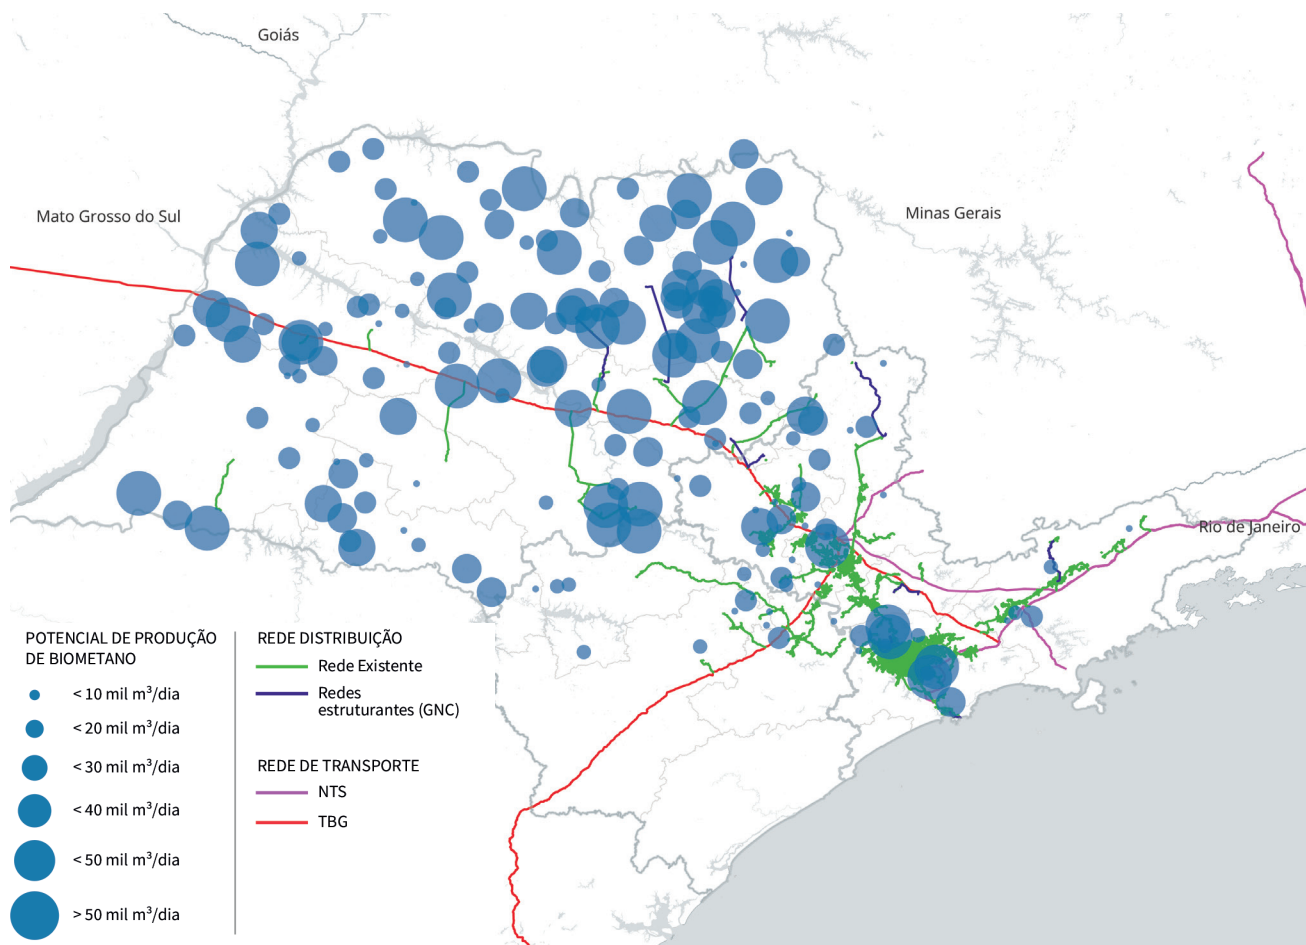 Goiás
Mato Grosso do Sul
Minas Gerais
Rio de Janeiro
POTENCIAL DE PRODUÇÃO
DE BIOMETANO
< 10 mil m³/dia
< 20 mil m³/dia
< 30 mil m³/dia
< 40 mil m³/dia
< 50 mil m³/dia
> 50 mil m³/dia
REDE DISTRIBUIÇÃO
Rede Existente
Redes
estruturantes (GNC)
REDE DE TRANSPORTE
NTS
TBG